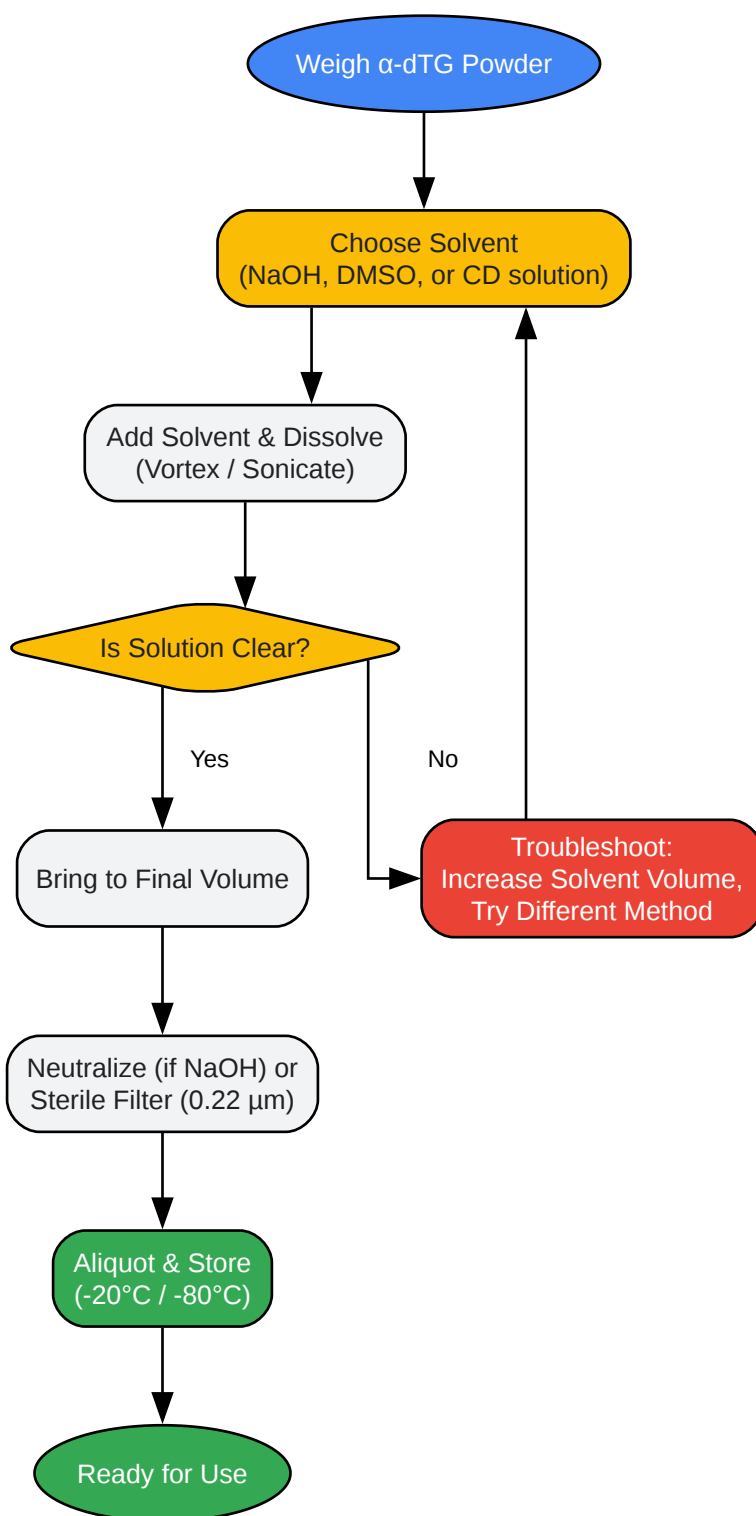 Weigh α-dTG Powder
Choose Solvent
(NaOH, DMSO, or CD solution)
Add Solvent & Dissolve
(Vortex / Sonicate)
Is Solution Clear?
Yes
No
Bring to Final Volume
Troubleshoot:
Increase Solvent Volume,
Try Different Method
Neutralize (if NaOH) or
Sterile Filter (0.22 µm)
Aliquot & Store
(-20°C / -80°C)
Ready for Use